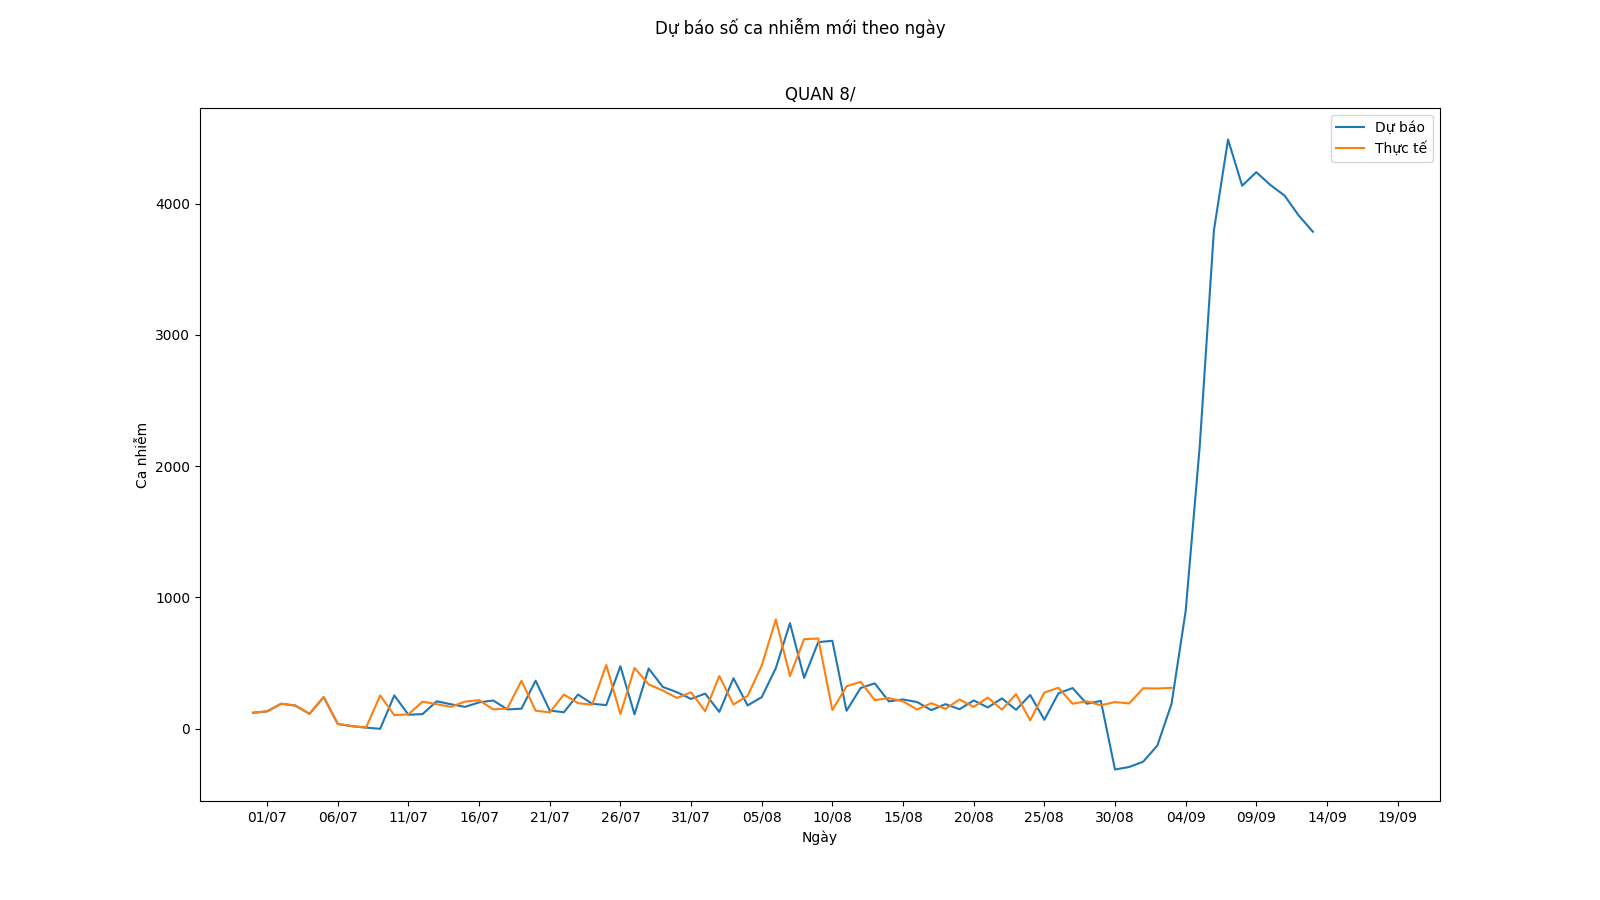 Dự báo số ca nhiễm mới theo ngày
QUAN 8/
Dự báo
Thực tế
4000
3000
2000
1000
0
Ca nhiễm
01/07 06/07 11/07 16/07 21/07 26/07 31/07 05/08 10/08 15/08 20/08 25/08 30/08 04/09 09/09 14/09 19/09
Ngày